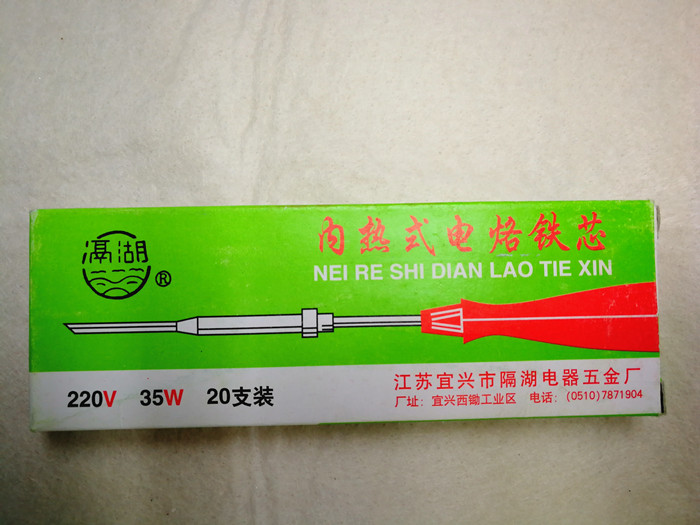 滆湖
®
内热式电烙铁芯
NEI RE SHI DIAN LAO TIE XIN
220V 35W 20支装
江苏宜兴市隔湖电器五金厂
厂址：宜兴西锄工业区 电话：(0510)7871904